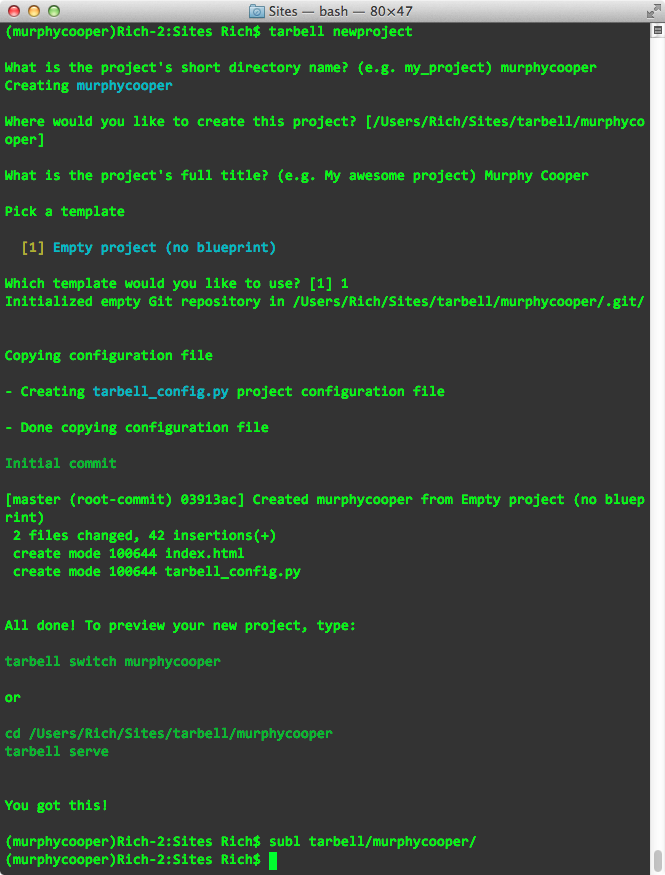 Sites — bash — 80×47
(murphycooper)Rich-2:Sites Rich$ tarbell newproject
What is the project's short directory name? (e.g. my_project) murphycooper
Creating murphycooper
Where would you like to create this project? [/Users/Rich/Sites/tarbell/murphyco
oper]
What is the project's full title? (e.g. My awesome project) Murphy Cooper
Pick a template
[1] Empty project (no blueprint)
Which template would you like to use? [1] 1
Initialized empty Git repository in /Users/Rich/Sites/tarbell/murphycooper/.git/
Copying configuration file
- Creating tarbell_config.py project configuration file
- Done copying configuration file
Initial commit
[master (root-commit) 03913ac] Created murphycooper from Empty project (no bluep
rint)
2 files changed, 42 insertions(+)
create mode 100644 index.html
create mode 100644 tarbell_config.py
All done! To preview your new project, type:
tarbell switch murphycooper
or
cd /Users/Rich/Sites/tarbell/murphycooper
tarbell serve
You got this!
(murphycooper)Rich-2:Sites Rich$ subl tarbell/murphycooper/
(murphycooper)Rich-2:Sites Rich$